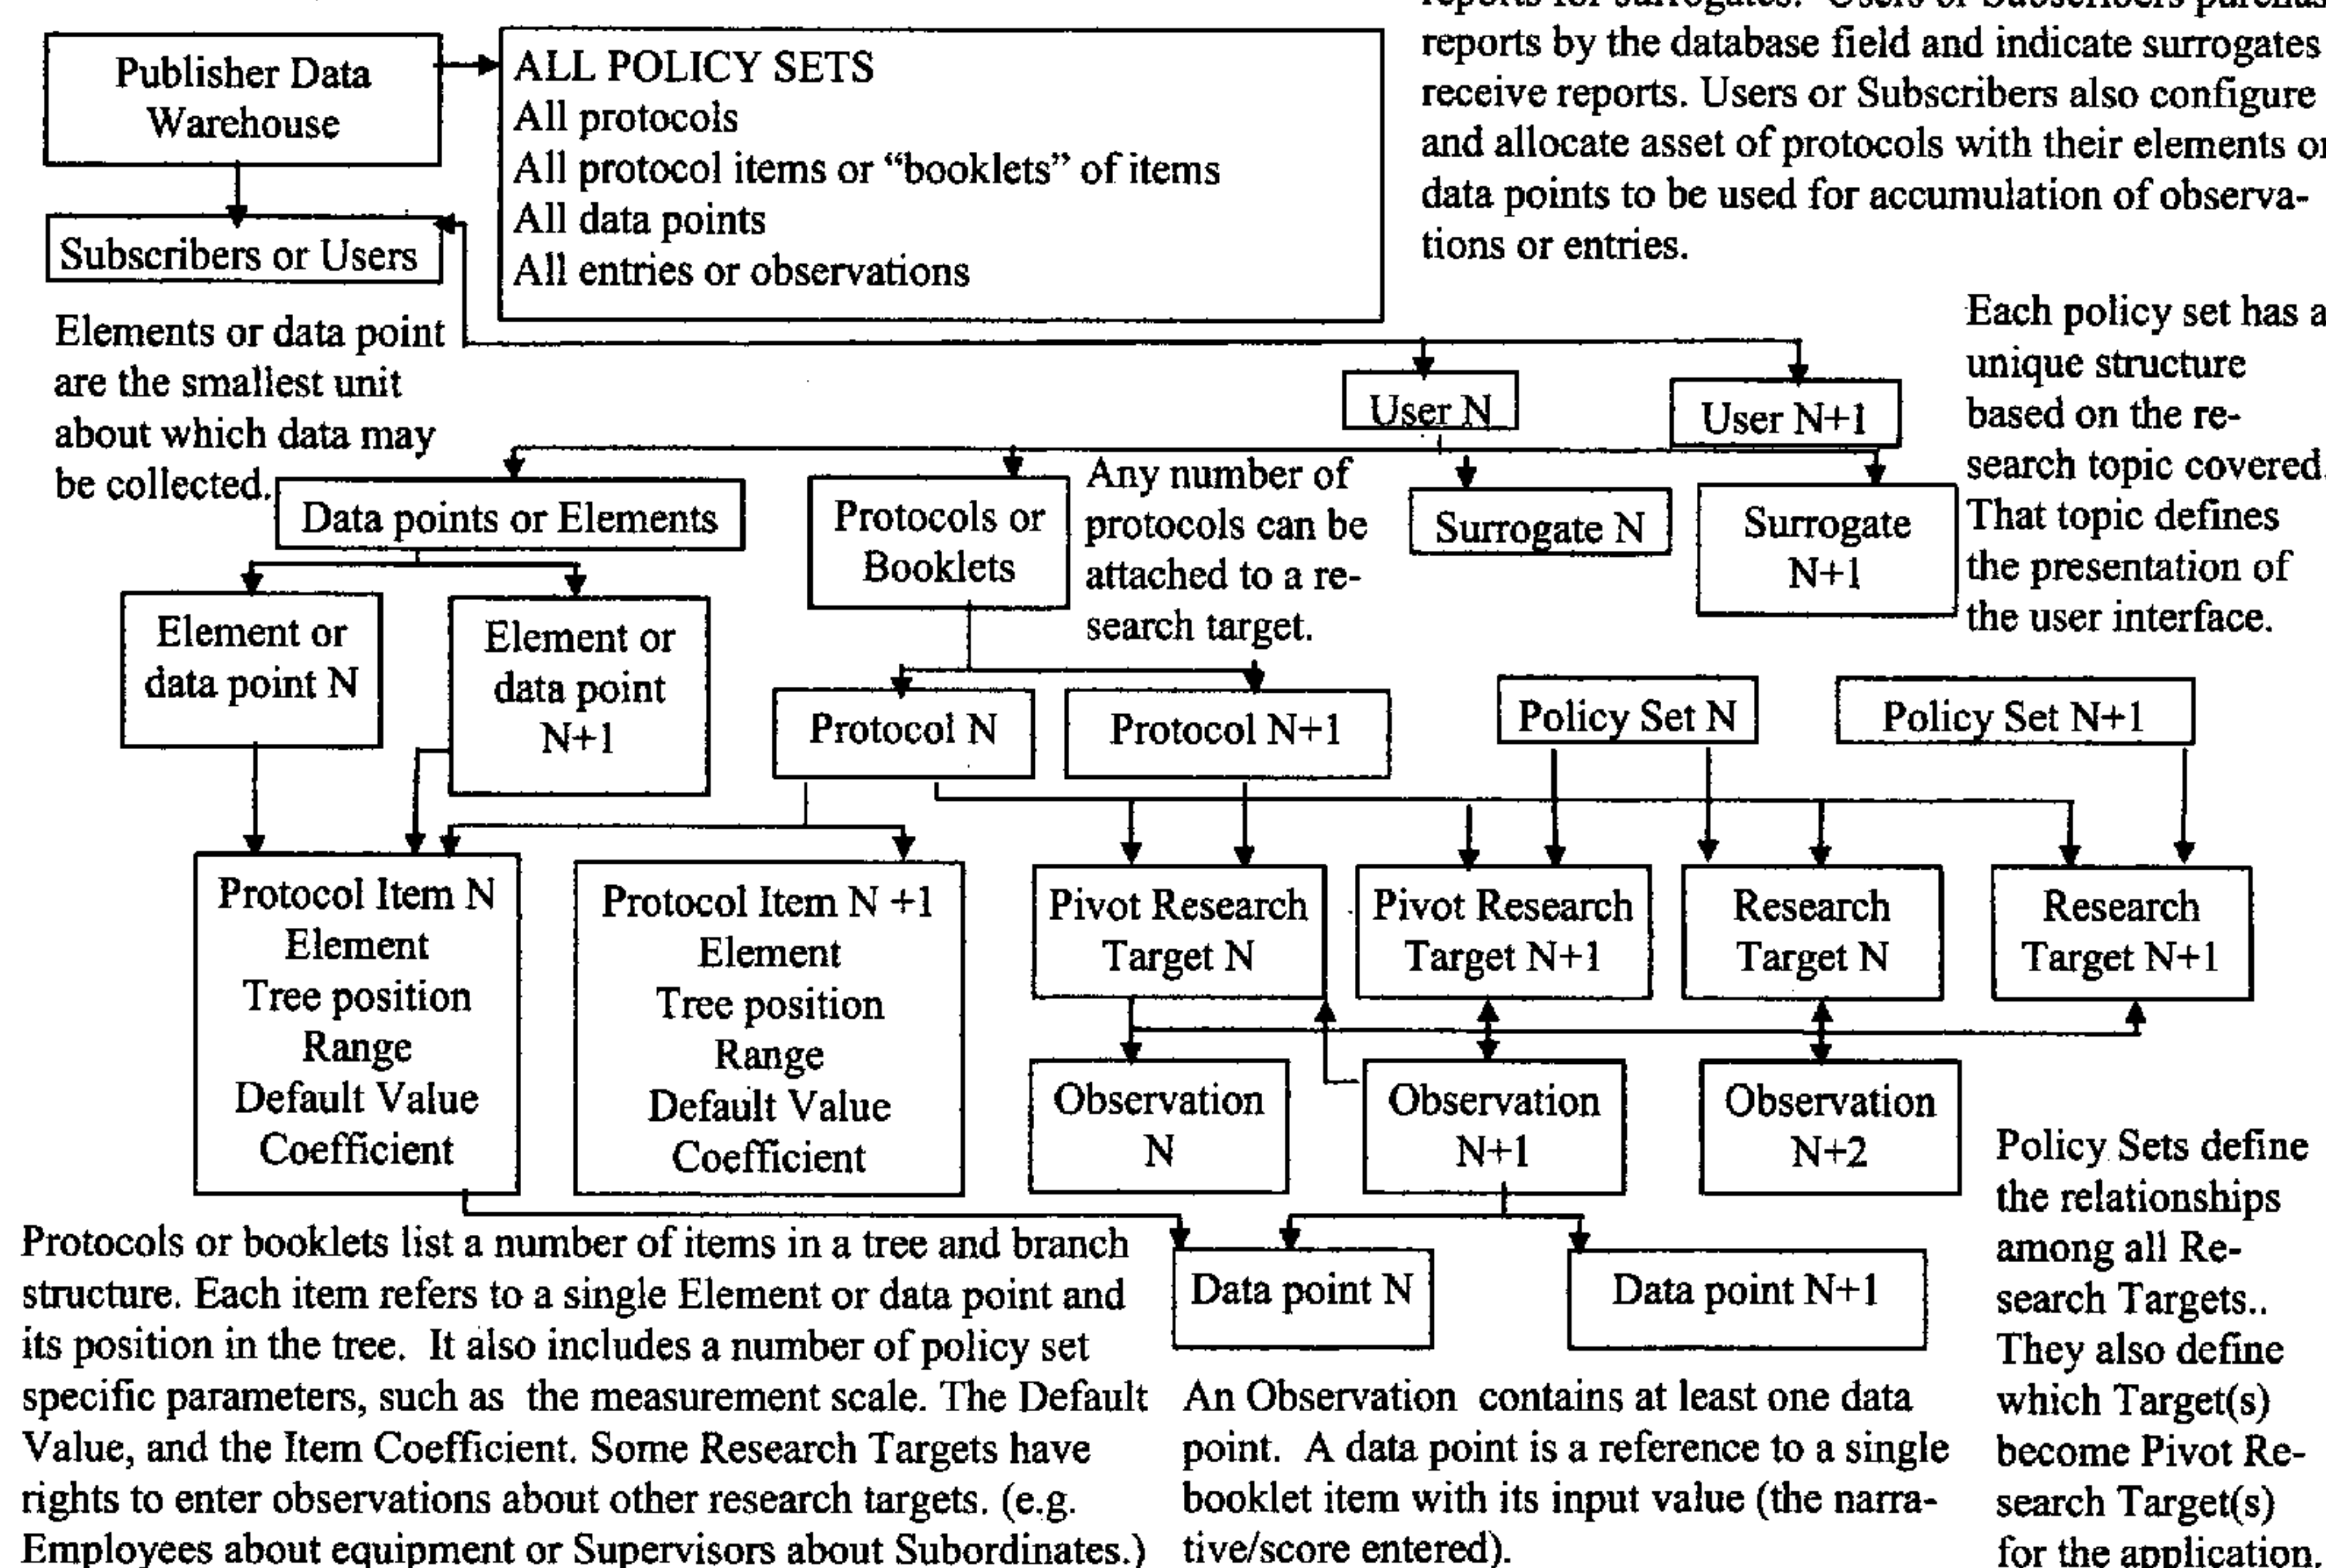 reports for surrogates. Users or Subscribers
reports by the database field and indicate surrogates
receive reports. Users or Subscribers also configure
and allocate asset of protocols with their elements or
data points to be used for accumulation of observa-
tions or entries.
Publisher Data
Warehouse
ALL POLICY SETS
All protocols
All protocol items or “booklets” of items
All data points
All entries or observations
Subscribers or Users
Elements or data point
are the smallest unit
about which data may
be collected.
Each policy set has a
unique structure
based on the re-
search topic covered.
That topic defines
the presentation of
the user interface.
User N
User N+1
Data points or Elements
Protocols or
Booklets
Any number of
protocols can be
attached to a re-
search target.
Surrogate N
Surrogate
N+1
Element or
data point N
Element or
data point
N+1
Protocol N
Protocol N+1
Policy Set N
Policy Set N+1
Protocol Item N
Element
Tree position
Range
Default Value
Coefficient
Protocol Item N +1
Element
Tree position
Range
Default Value
Coefficient
Pivot Research
Target N
Pivot Research
Target N+1
Research
Target N
Research
Target N+1
Observation
N
Observation
N+1
Observation
N+2
Data point N
Data point N+1
Protocols or booklets list a number of items in a tree and branch
structure. Each item refers to a single Element or data point and
its position in the tree. It also includes a number of policy set
specific parameters, such as the measurement scale. The Default
Value, and the Item Coefficient. Some Research Targets have
rights to enter observations about other research targets. (e.g.
Employees about equipment or Supervisors about Subordinates.)
An Observation contains at least one data
point. A data point is a reference to a single
booklet item with its input value (the narra-
tive/score entered).
Policy Sets define
the relationships
among all Re-
search Targets..
They also define
which Target(s)
become Pivot Re-
search Target(s)
for the application.